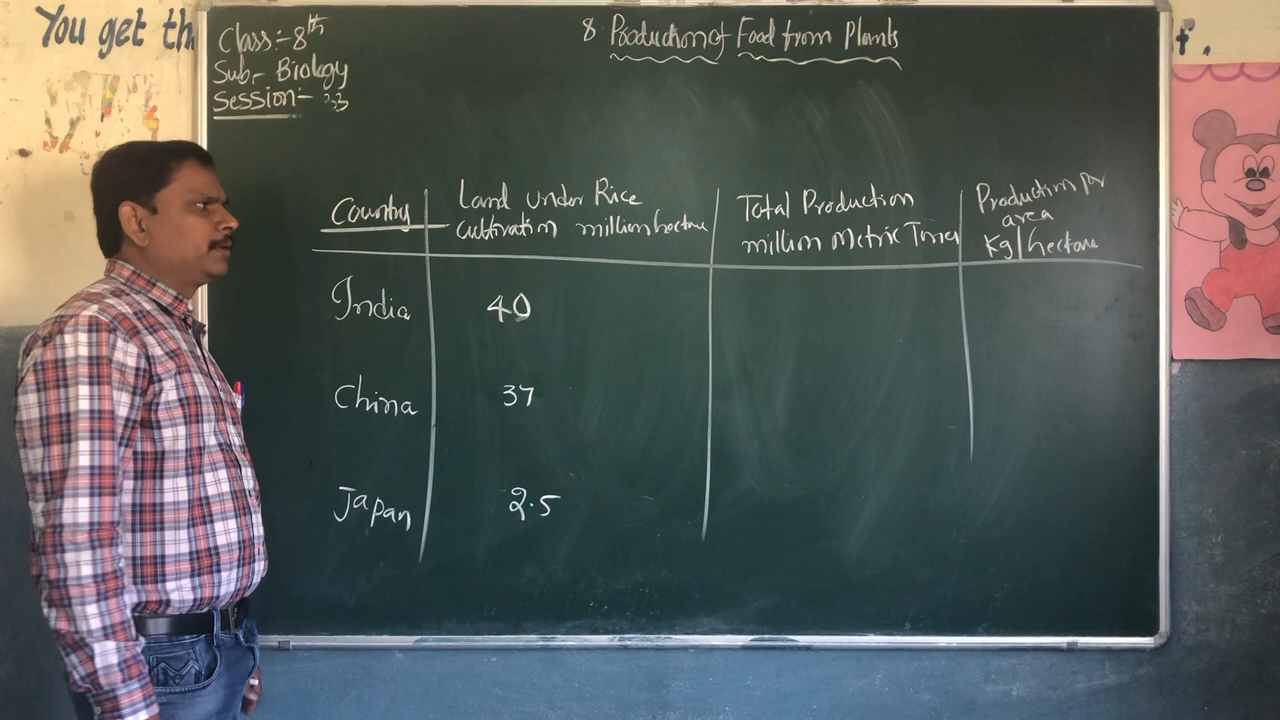 You get th
f.
Class:- 8th
Sub:- Biology
Session:- 33
8 Production of Food from Plants
Country
Land under Rice
cultivation million hectare
Total Production
million Metric Tones
Production per
area
Kg/hectare
India 40
China 37
Japan 2.5